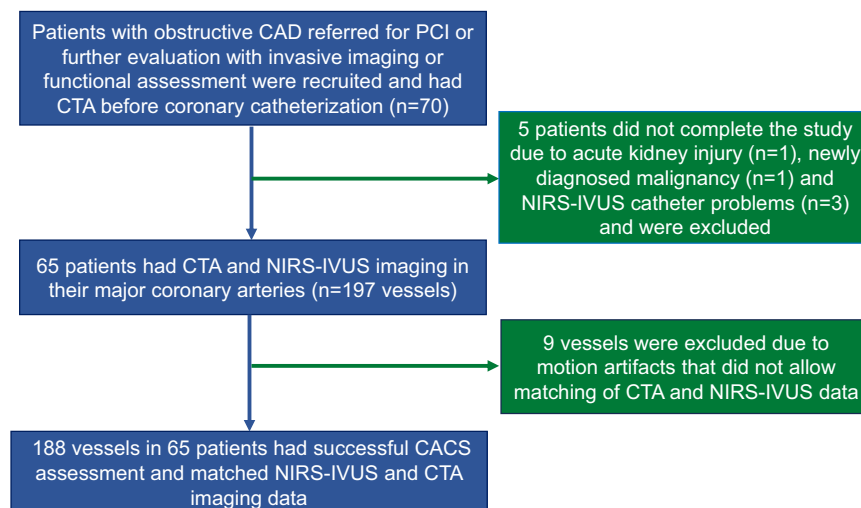 Patients with obstructive CAD referred for PCI or
further evaluation with invasive imaging or
functional assessment were recruited and had
CTA before coronary catheterization (n=70)
5 patients did not complete the study
due to acute kidney injury (n=1), newly
diagnosed malignancy (n=1) and
NIRS-IVUS catheter problems (n=3)
and were excluded
65 patients had CTA and NIRS-IVUS imaging in
their major coronary arteries (n=197 vessels)
9 vessels were excluded due to
motion artifacts that did not allow
matching of CTA and NIRS-IVUS data
188 vessels in 65 patients had successful CACS
assessment and matched NIRS-IVUS and CTA
imaging data